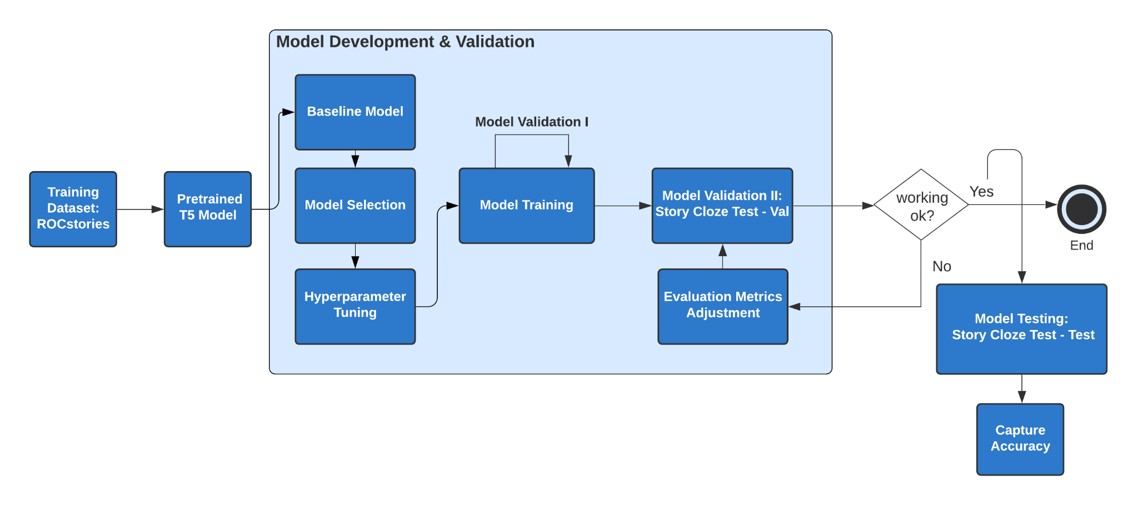 Model Development & Validation
Training
Dataset:
ROCstories
Pretrained
T5 Model
Baseline Model
Model Selection
Hyperparameter
Tuning
Model Validation I
Model Training
Model Validation II:
Story Cloze Test - Val
Evaluation Metrics
Adjustment
working
ok?
Yes
No
End
Model Testing:
Story Cloze Test - Test
Capture
Accuracy